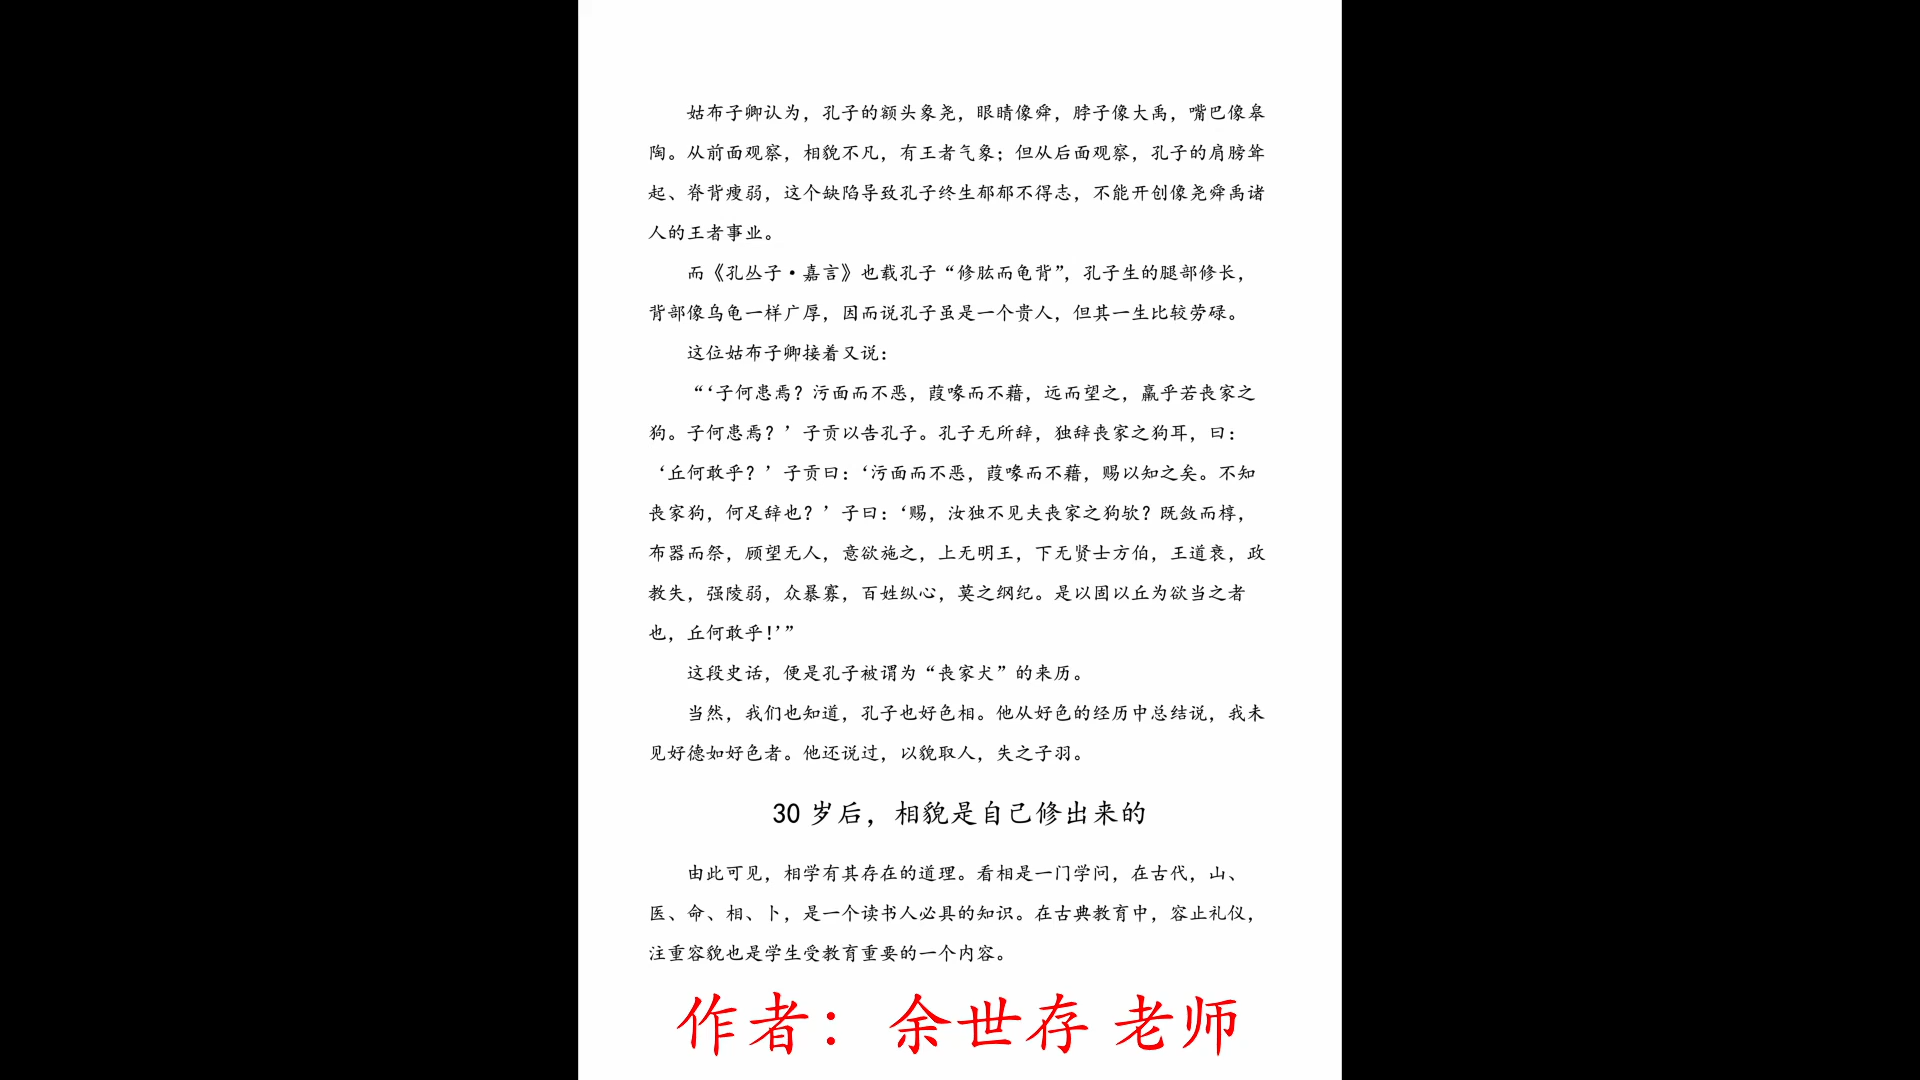 姑布子卿认为，孔子的额头象尧，眼睛像舜，脖子像大禹，嘴巴像皋
陶。从前面观察，相貌不凡，有王者气象；但从后面观察，孔子的肩膀耸
起、脊背瘦弱，这个缺陷导致孔子终生郁郁不得志，不能开创像尧舜禹诸
人的王者事业。
而《孔丛子·嘉言》也载孔子“修肱而龟背”，孔子生的腿部修长，
背部像乌龟一样广厚，因而说孔子虽是一个贵人，但其一生比较劳碌。
这位姑布子卿接着又说：
“‘子何患焉？污面而不恶，葭喙而不藉，远而望之，羸乎若丧家之
狗。子何患焉？’子贡以告孔子。孔子无所辞，独辞丧家之狗耳，曰：
‘丘何敢乎？’子贡曰：‘污面而不恶，葭喙而不藉，赐以知之矣。不知
丧家狗，何足辞也？’子曰：‘赐，汝独不见夫丧家之狗欤？既敛而椁，
布器而祭，顾望无人，意欲施之，上无明王，下无贤士方伯，王道衰，政
教失，强陵弱，众暴寡，百姓纵心，莫之纲纪。是以固以丘为欲当之者
也，丘何敢乎！’”
这段史话，便是孔子被谓为“丧家犬”的来历。
当然，我们也知道，孔子也好色相。他从好色的经历中总结说，我未
见好德如好色者。他还说过，以貌取人，失之子羽。
30岁后，相貌是自己修出来的
由此可见，相学有其存在的道理。看相是一门学问，在古代，山、
医、命、相、卜，是一个读书人必具的知识。在古典教育中，容止礼仪，
注重容貌也是学生受教育重要的一个内容。
作者：余世存 老师